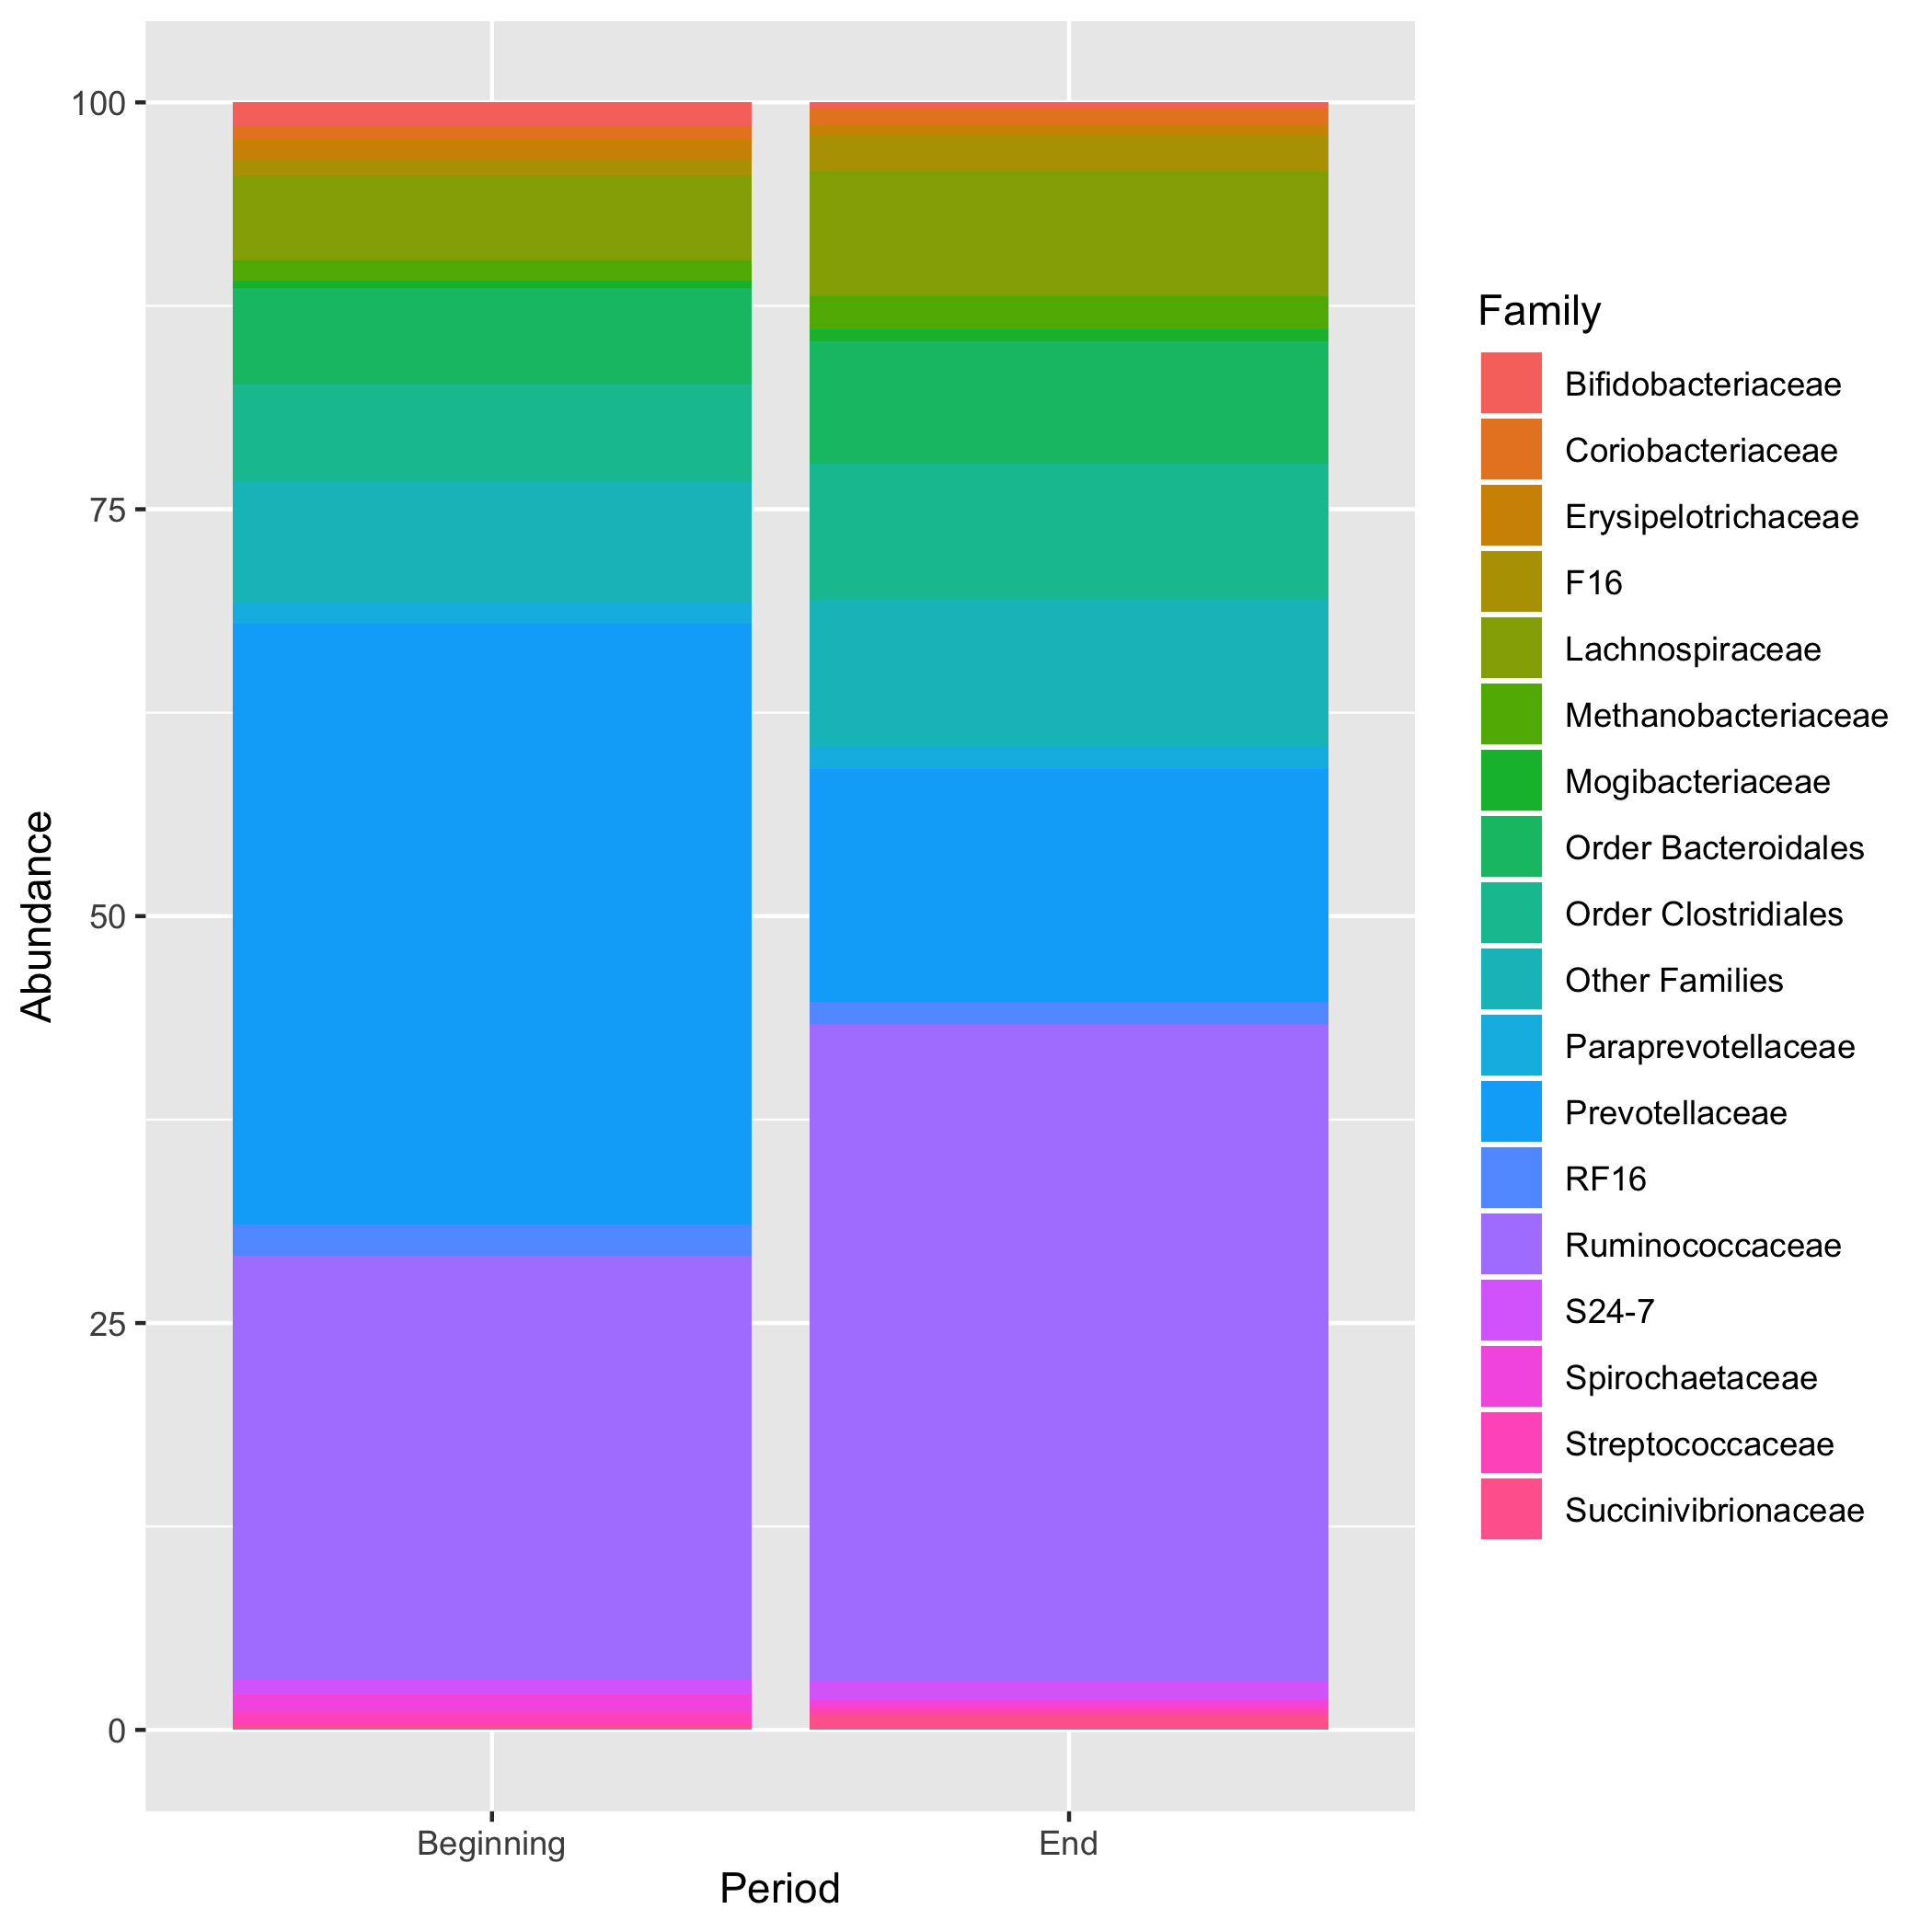 100
75
50
25
0
Abundance
Beginning
End
Period
Family
Bifidobacteriaceae
Coriobacteriaceae
Erysipelotrichaceae
F16
Lachnospiraceae
Methanobacteriaceae
Mogibacteriaceae
Order Bacteroidales
Order Clostridiales
Other Families
Paraprevotellaceae
Prevotellaceae
RF16
Ruminococcaceae
S24-7
Spirochaetaceae
Streptococcaceae
Succinivibrionaceae